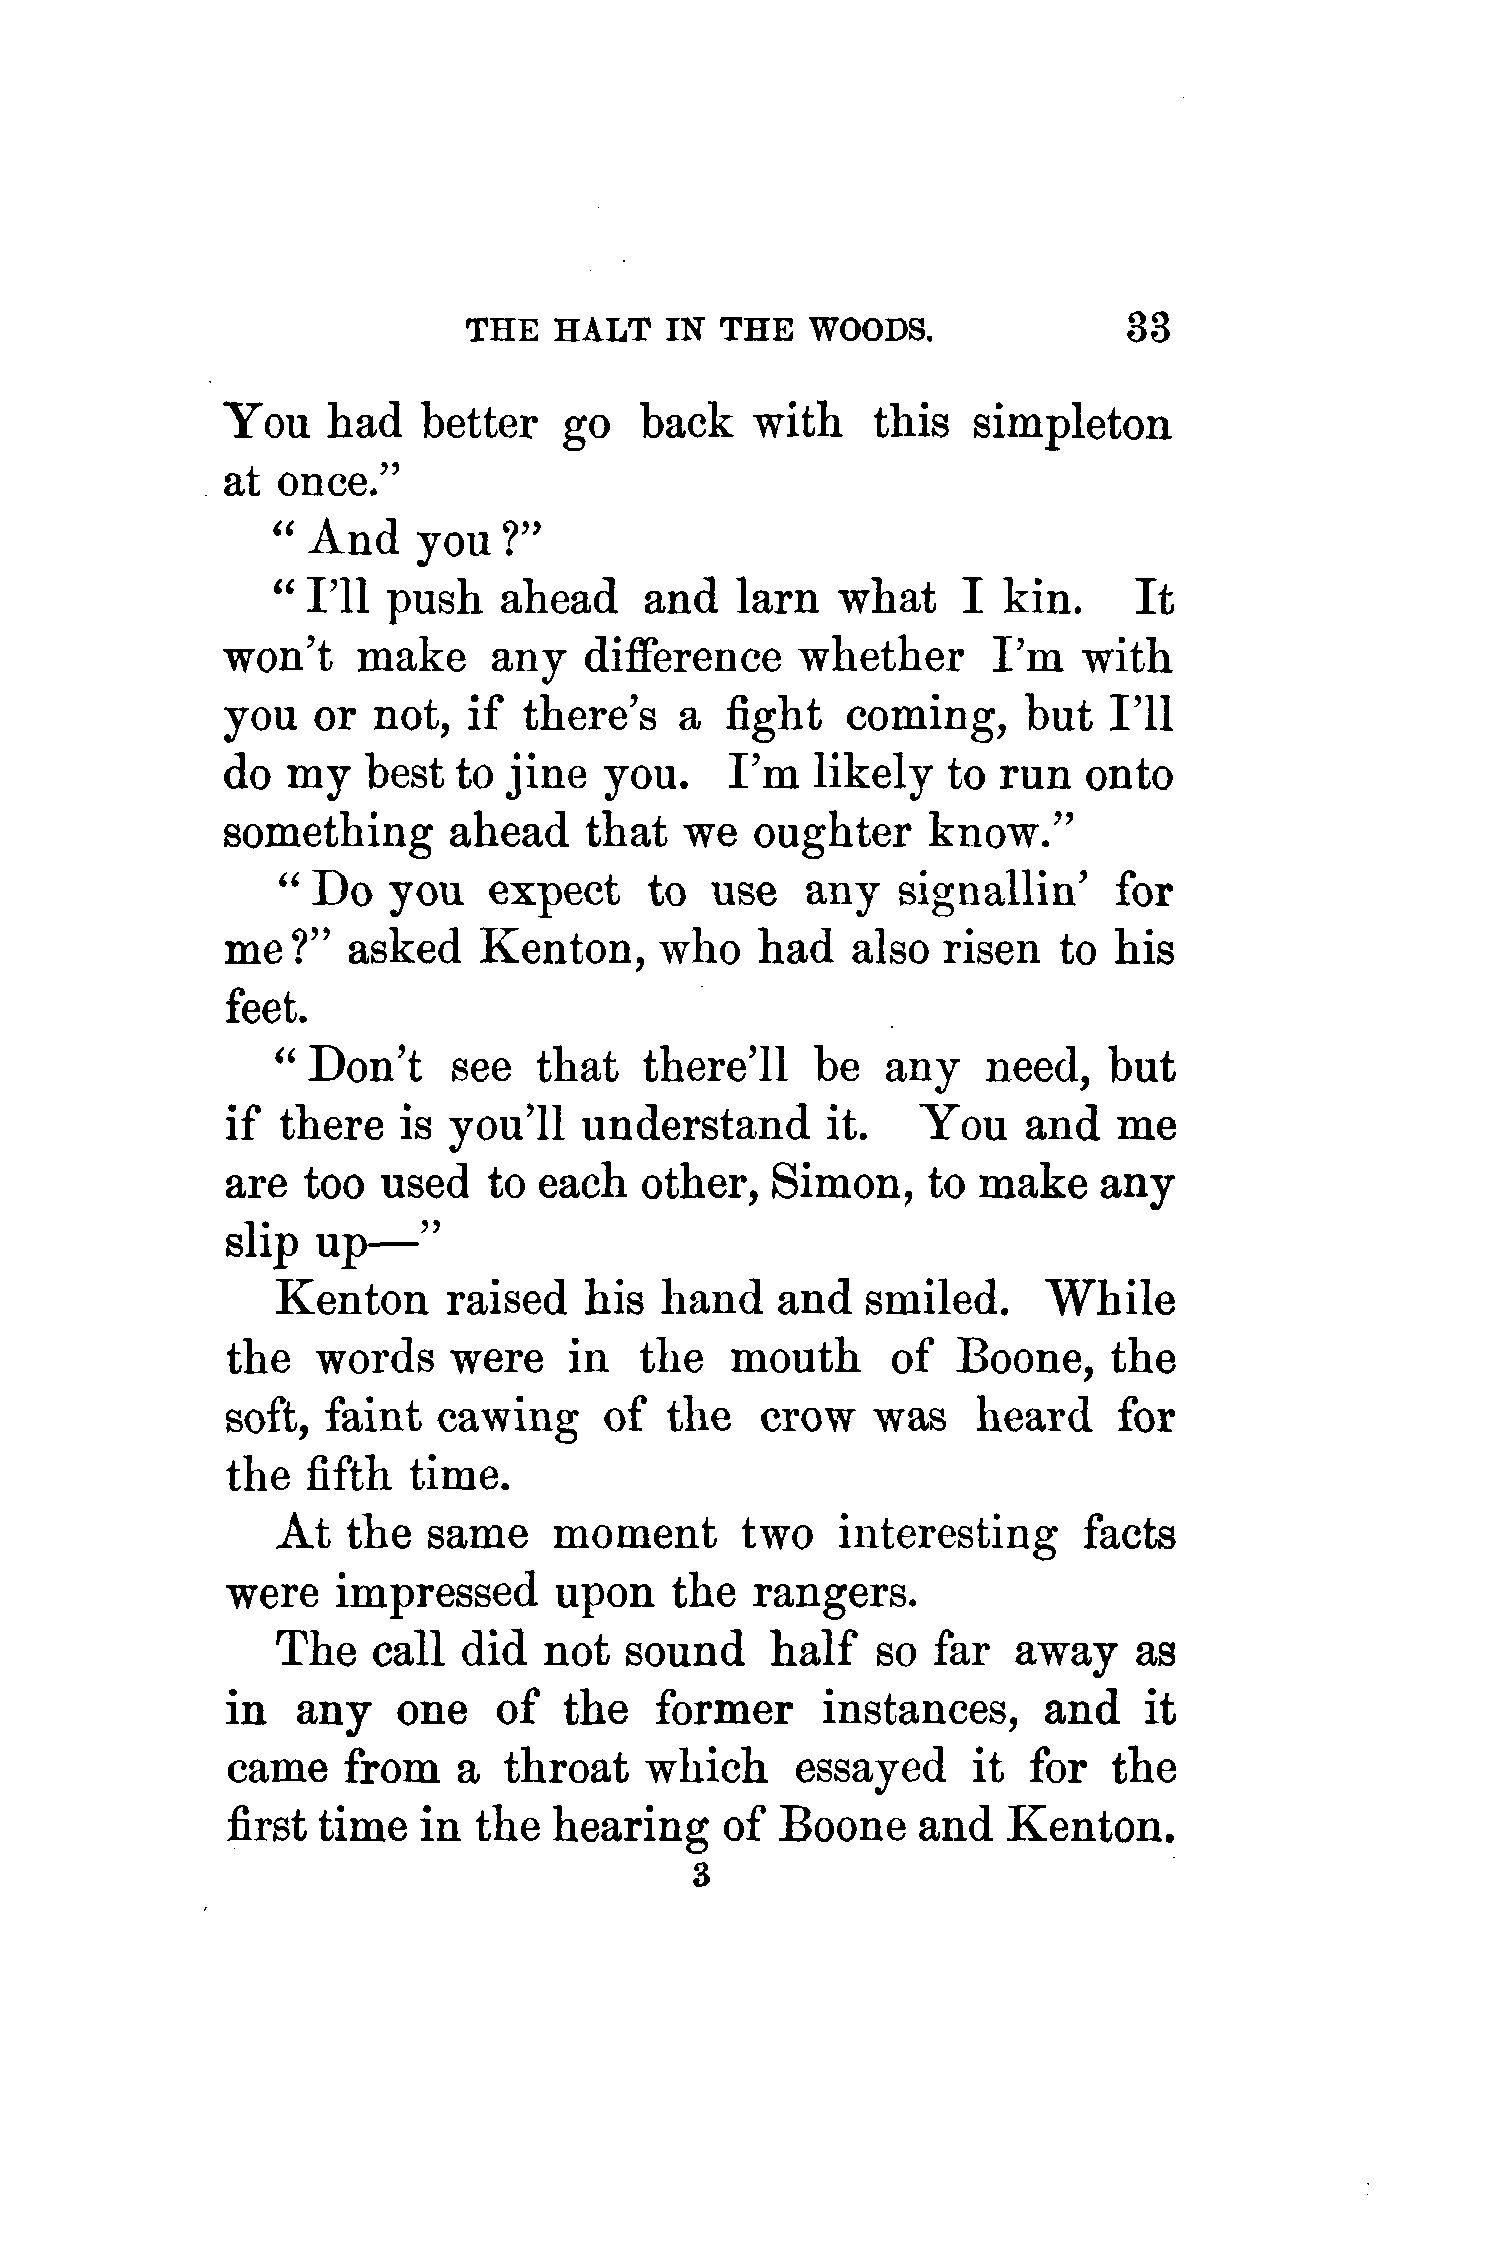 THE HALT IN THE WOODS. 33
You had better go back with this simpleton
at once.”
“ And you ?”
“ I’ll push ahead and larn what I kin. It
won’t make any difference whether I’m with
you or not, if there’s a fight coming, but I’ll
do my best to jine you. I’m likely to run onto
something ahead that we oughter know.”
“ Do you expect to use any signallin’ for
me ?” asked Kenton, who had also risen to his
feet.
“ Don’t see that there’ll be any need, but
if there is you’ll understand it. You and me
are too used to each other, Simon, to make any
slip up—”
Kenton raised his hand and smiled. While
the words were in the mouth of Boone, the
soft, faint cawing of the crow was heard for
the fifth time.
At the same moment two interesting facts
were impressed upon the rangers.
The call did not sound half so far away as
in any one of the former instances, and it
came from a throat which essayed it for the
first time in the hearing of Boone and Kenton.
3